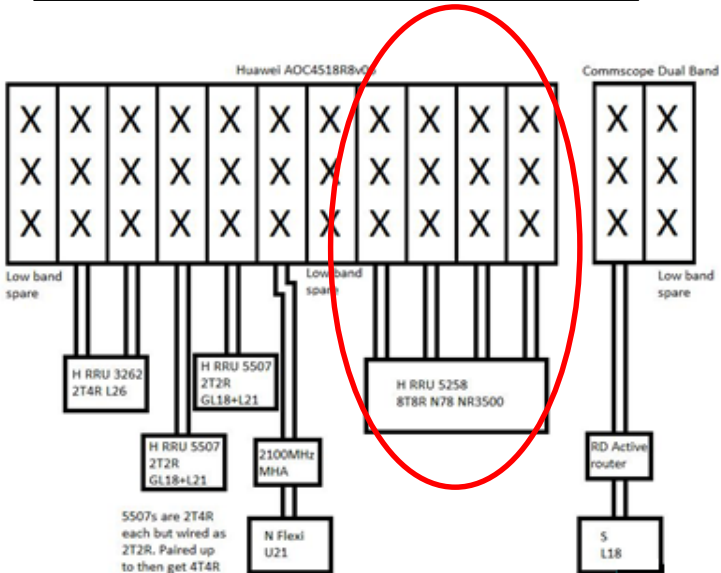 Huawei AOC4518R8v0
Commscope Dual Band
X X X X X X X X X X X
X X X X X X X X X X X
X X X X X X X X X X X
X X
X X
X X
Low band
spare
Low band
spare
Low band
spare
H RRU 3262
2T4R L26
H RRU 5507
2T2R
GL18+L21
H RRU 5258
8T8R N78 NR3500
H RRU 5507
2T2R
GL18+L21
2100MHz
MHA
RD Active
router
5507s are 2T4R
each but wired as
2T2R. Paired up
to then get 4T4R
N Flexi
U21
S
L18